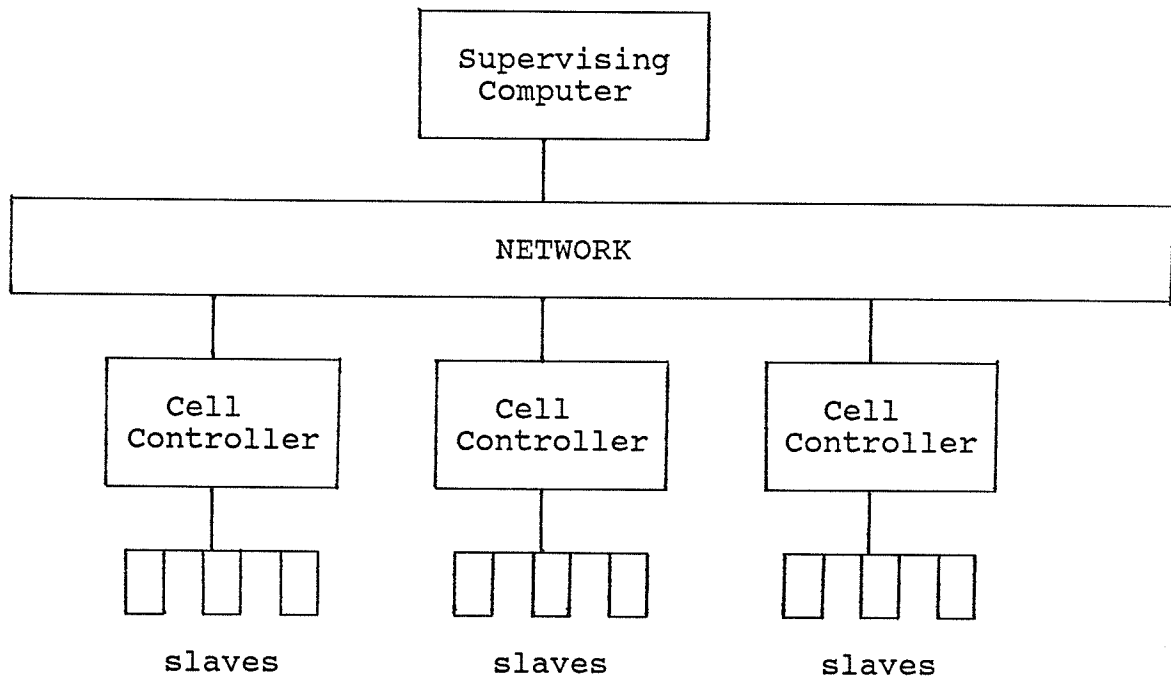 Supervising
Computer
NETWORK
Cell
Controller
Cell
Controller
Cell
Controller
slaves
slaves
slaves